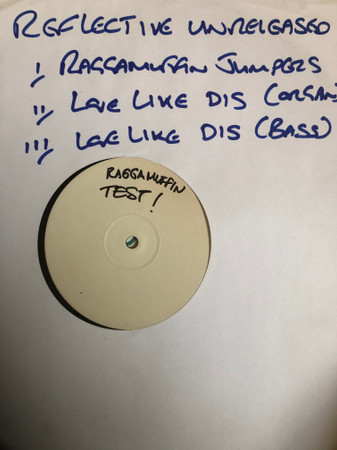 REFLECTIVE UNRELEASED
I/ RAGGAMUFFIN JUMPERS
II/ LOVE LIKE DIS (ORGAN)
III/ LOVE LIKE DIS (BASS)
RAGGAMUFFIN
TEST!